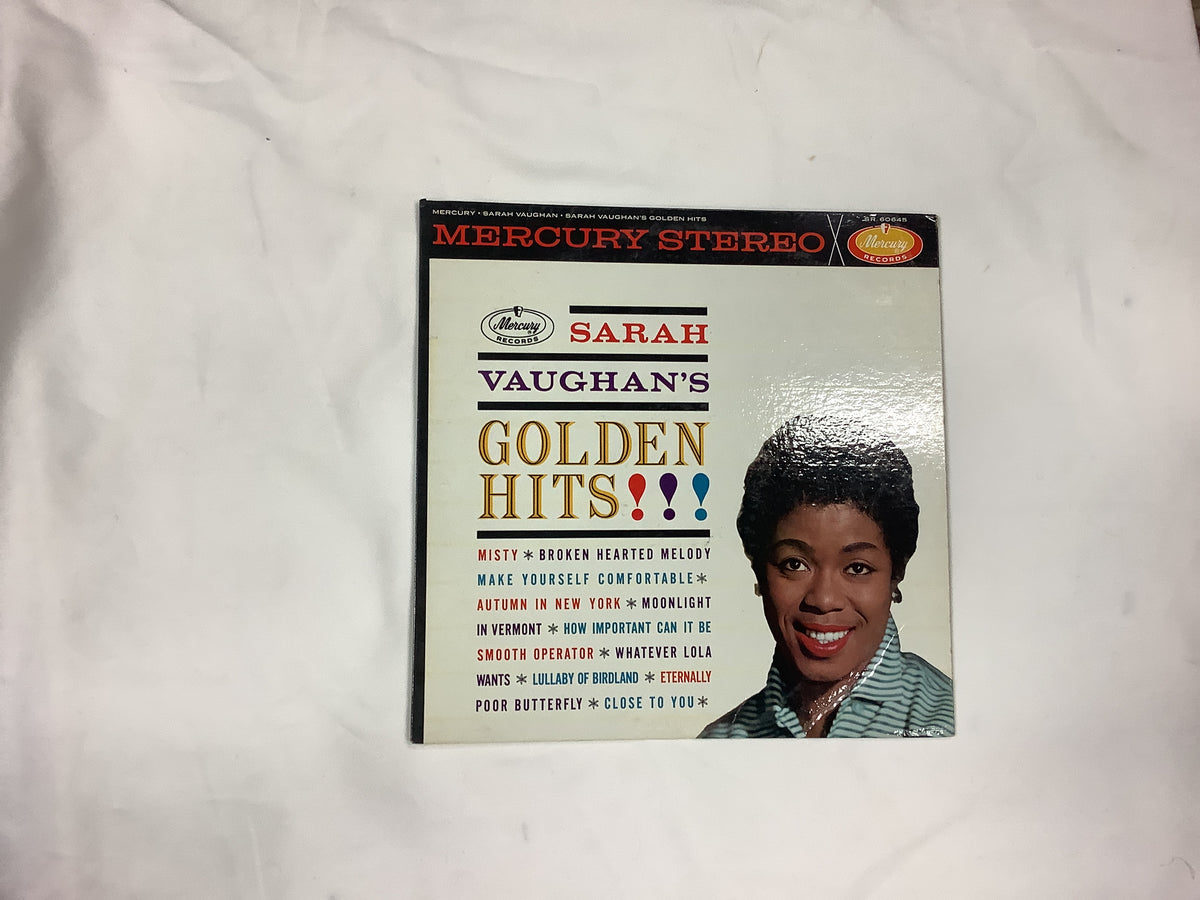 MERCURY • SARAH VAUGHAN • SARAH VAUGHAN'S GOLDEN HITS
SR 60645
MERCURY STEREO
Mercury
RECORDS
Mercury
RECORDS
SARAH
VAUGHAN'S
GOLDEN
HITS!!!
MISTY * BROKEN HEARTED MELODY
MAKE YOURSELF COMFORTABLE *
AUTUMN IN NEW YORK * MOONLIGHT
IN VERMONT * HOW IMPORTANT CAN IT BE
SMOOTH OPERATOR * WHATEVER LOLA
WANTS * LULLABY OF BIRDLAND * ETERNALLY
POOR BUTTERFLY * CLOSE TO YOU *